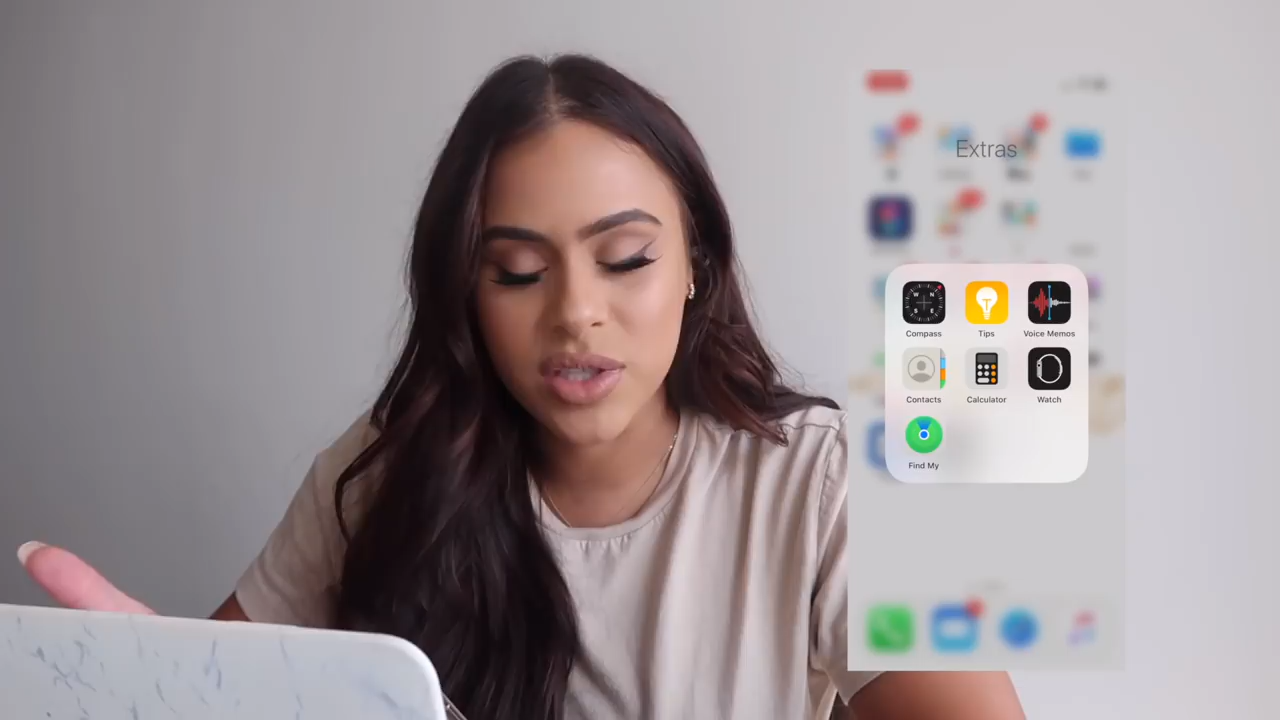 Extras
Compass Tips Voice Memos
Contacts Calculator Watch
Find My